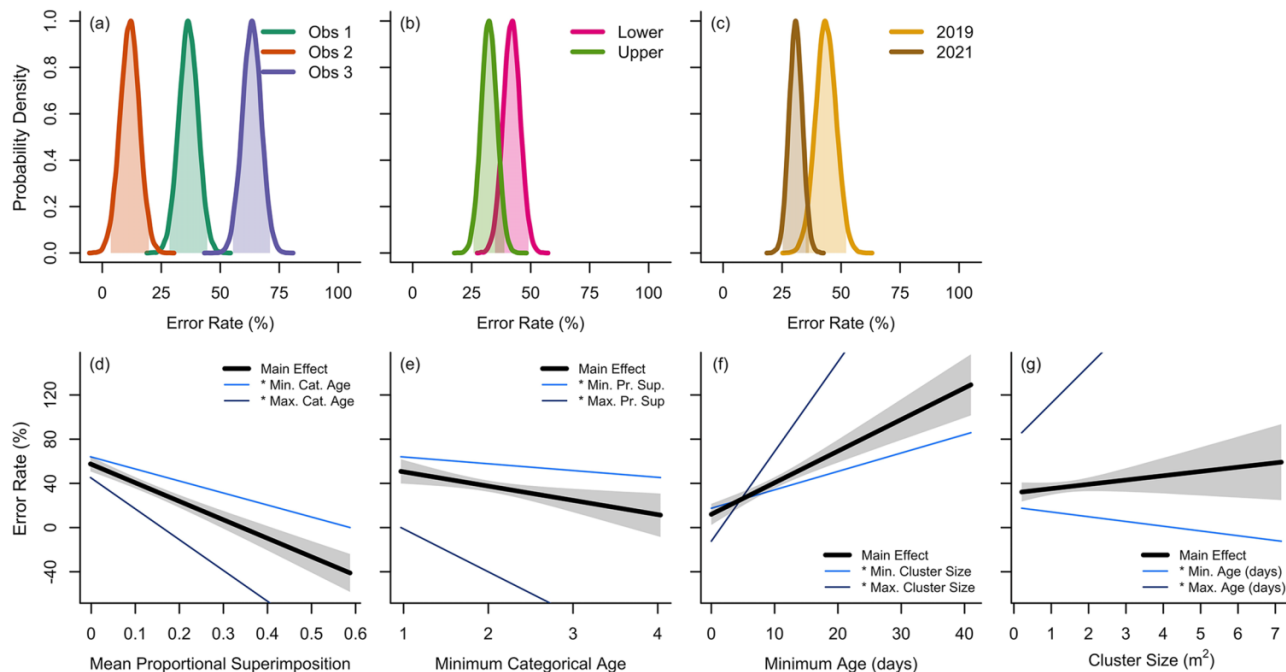 (a)
Obs 1
Obs 2
Obs 3
(b)
Lower
Upper
(c)
2019
2021
Probability Density
0.0 0.2 0.4 0.6 0.8 1.0
0 25 50 75 100
0 25 50 75 100
0 25 50 75 100
Error Rate (%)
Error Rate (%)
Error Rate (%)
(d)
Main Effect
* Min. Cat. Age
* Max. Cat. Age
(e)
Main Effect
* Min. Pr. Sup.
* Max. Pr. Sup
(f)
Main Effect
* Min. Cluster Size
* Max. Cluster Size
(g)
Main Effect
* Min. Age (days)
* Max. Age (days)
Error Rate (%)
-40 0 40 80 120
0 0.1 0.2 0.3 0.4 0.5 0.6
1 2 3 4
0 10 20 30 40
0 1 2 3 4 5 6 7
Mean Proportional Superimposition
Minimum Categorical Age
Minimum Age (days)
Cluster Size (m²)